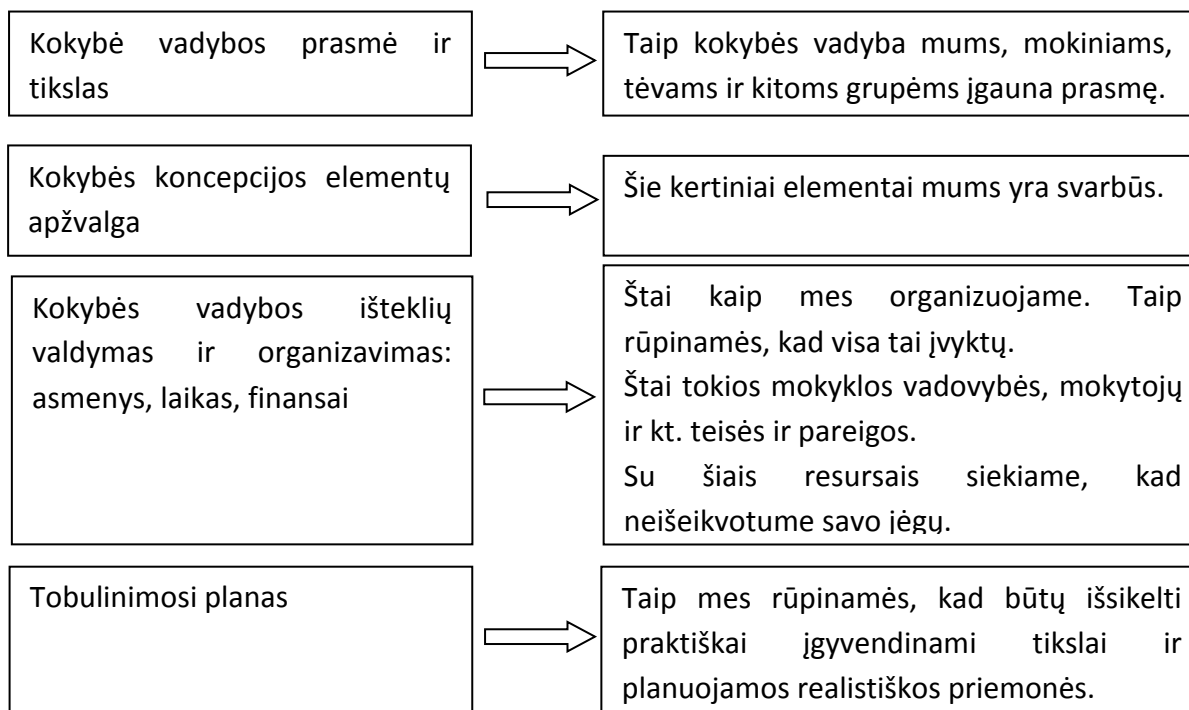 Kokybė vadybos prasmė ir
tikslas
Taip kokybės vadyba mums, mokiniams,
tėvams ir kitoms grupėms įgauna prasmę.
Kokybės koncepcijos elementų
apžvalga
Šie kertiniai elementai mums yra svarbūs.
Kokybės vadybos išteklių
valdymas ir organizavimas:
asmenys, laikas, finansai
Štai kaip mes organizuojame. Taip
rūpinamės, kad visa tai įvyktų.
Štai tokios mokyklos vadovybės, mokytojų
ir kt. teisės ir pareigos.
Su šiais resursais siekiame, kad
neišeikvotume savo jėgų.
Tobulinimosi planas
Taip mes rūpinamės, kad būtų išsikelti
praktiškai įgyvendinami tikslai ir
planuojamos realistiškos priemonės.